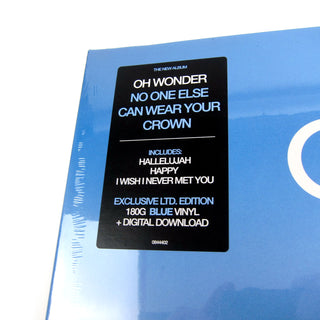 THE NEW ALBUM
OH WONDER
NO ONE ELSE
CAN WEAR YOUR
CROWN
INCLUDES:
HALLELUJAH
HAPPY
I WISH I NEVER MET YOU
EXCLUSIVE LTD. EDITION
180G BLUE VINYL
+ DIGITAL DOWNLOAD
0844402